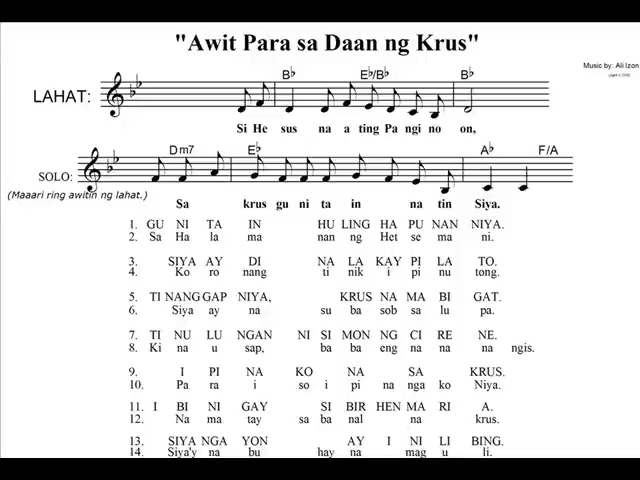 "Awit Para sa Daan ng Krus"
Music by: Ali Izon
LAHAT:
B♭ E♭/B♭ B♭
Si He sus na a ting Pa ngi no on,
SOLO:
(Maaari ring awitin ng lahat.)
Dm7 E♭ A♭ F/A
Sa krus gu ni ta in na tin Siya.
1. GU NI TA IN HU LING HA PU NAN NIYA.
2. Sa Ha la ma nan ng Het se ma ni.
3. SIYA AY DI NA LA KAY PI LA TO.
4. Ko ro nang ti nik i pi nu tong.
5. TI NANG GAP NIYA, KRUS NA MA BI GAT.
6. Siya ay na su ba sob sa lu pa.
7. TI NU LU NGAN NI SI MON NG CI RE NE.
8. Ki na u sap, ba ba eng na na na ngis.
9. I PI NA KO NA SA KRUS.
10. Pa ra i so i pi na nga ko Niya.
11. I BI NI GAY SI BIR HEN MA RI A.
12. Na ma tay sa ba nal na krus.
13. SIYA NGA YON AY I NI LI BING.
14. Siya'y na bu hay na mag u li.